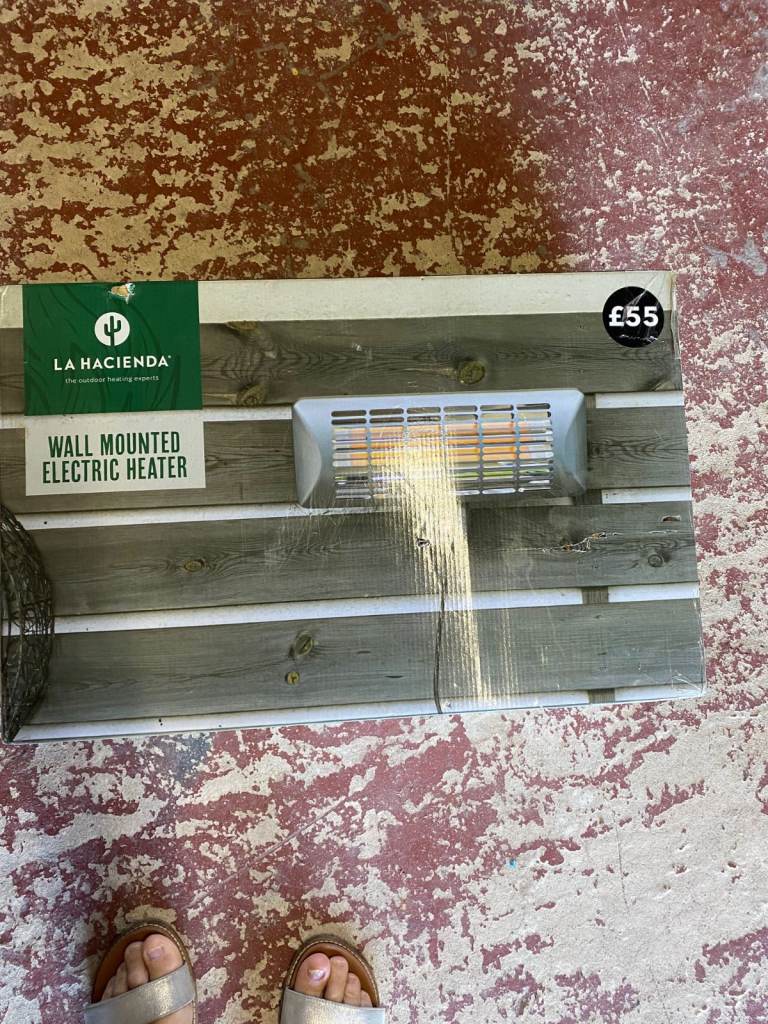 LA HACIENDA®
the outdoor heating experts
WALL MOUNTED
ELECTRIC HEATER
£55